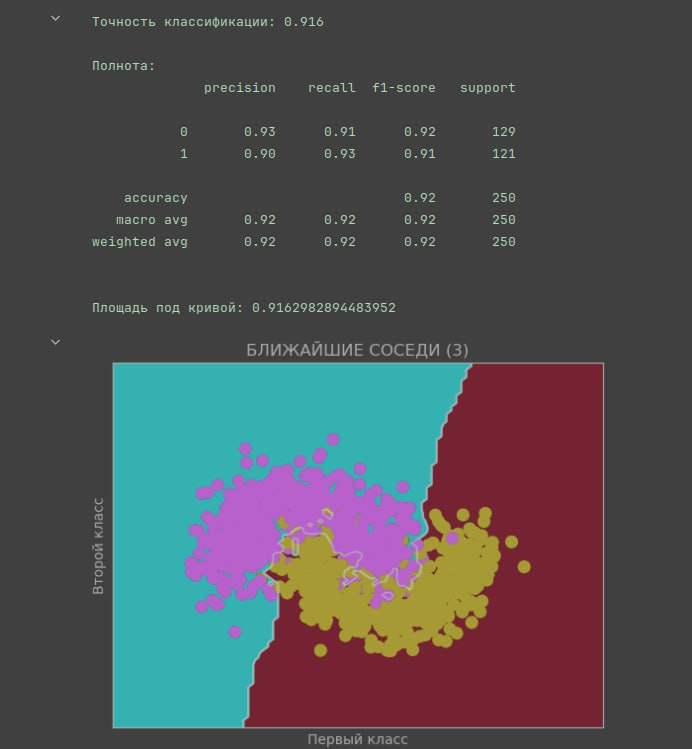 Точность классификации: 0.916
Полнота:
precision recall f1-score support
0 0.93 0.91 0.92 129
1 0.90 0.93 0.91 121
accuracy 0.92 250
macro avg 0.92 0.92 0.92 250
weighted avg 0.92 0.92 0.92 250
Площадь под кривой: 0.9162982894483952
БЛИЖАЙШИЕ СОСЕДИ (3)
Второй класс
Первый класс